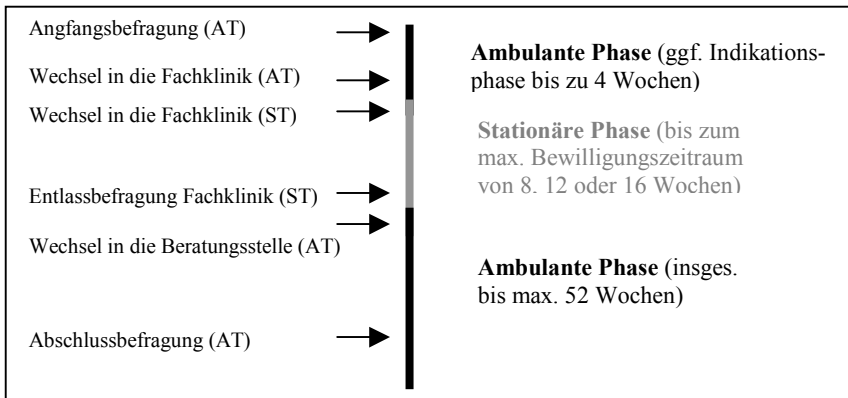 Angfangsbefragung (AT)
Wechsel in die Fachklinik (AT)
Wechsel in die Fachklinik (ST)
Entlassbefragung Fachklinik (ST)
Wechsel in die Beratungsstelle (AT)
Abschlussbefragung (AT)
Ambulante Phase (ggf. Indikations-
phase bis zu 4 Wochen)
Stationäre Phase (bis zum
max. Bewilligungszeitraum
von 8, 12 oder 16 Wochen)
Ambulante Phase (insges.
bis max. 52 Wochen)